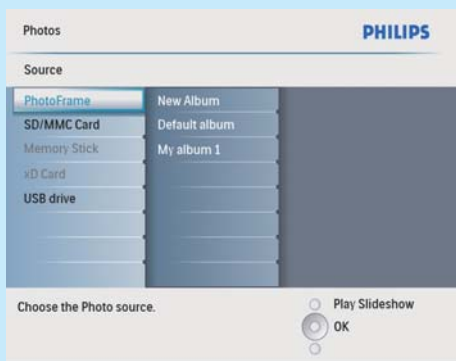 Photos
PHILIPS
Source
PhotoFrame
New Album
SD/MMC Card
Default album
Memory Stick
My album 1
xD Card
USB drive
Choose the Photo source.
Play Slideshow
OK